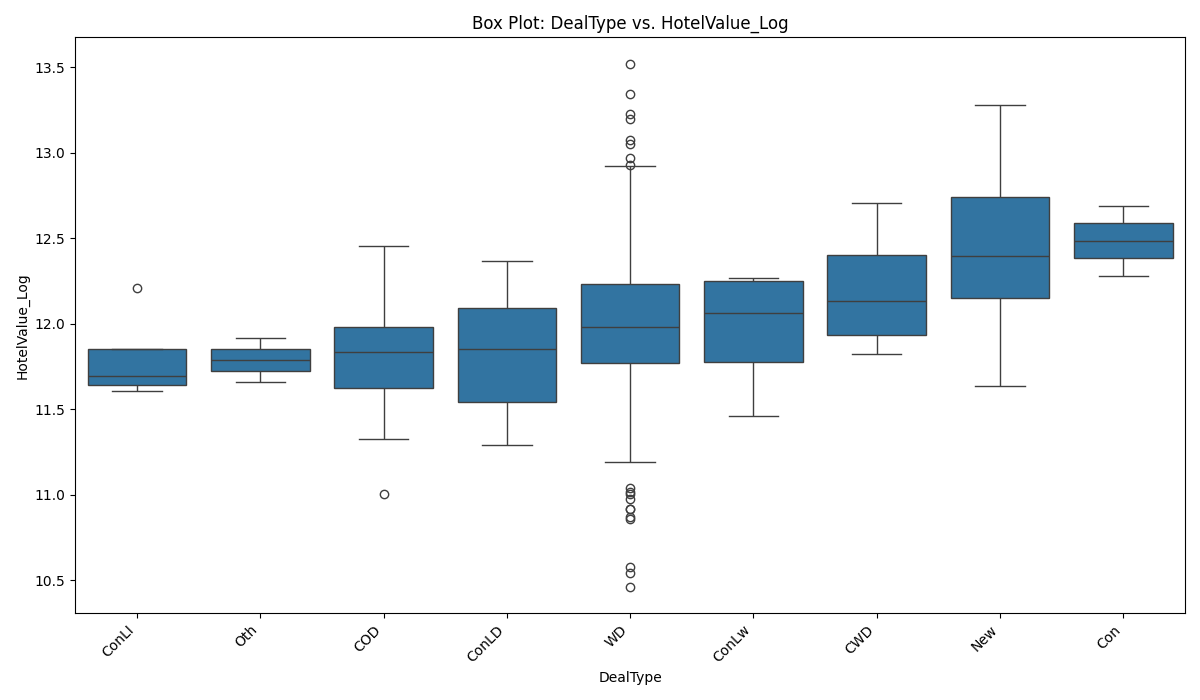 Box Plot: DealType vs. HotelValue_Log
HotelValue_Log
13.5
13.0
12.5
12.0
11.5
11.0
10.5
ConLI
Oth
COD
ConLD
WD
ConLw
CWD
New
Con
DealType